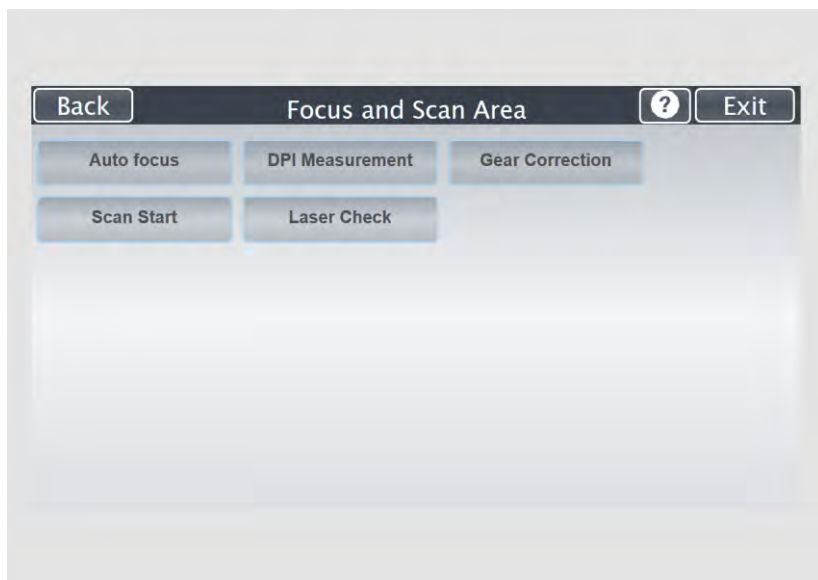 Back Focus and Scan Area ? Exit
Auto focus DPI Measurement Gear Correction
Scan Start Laser Check